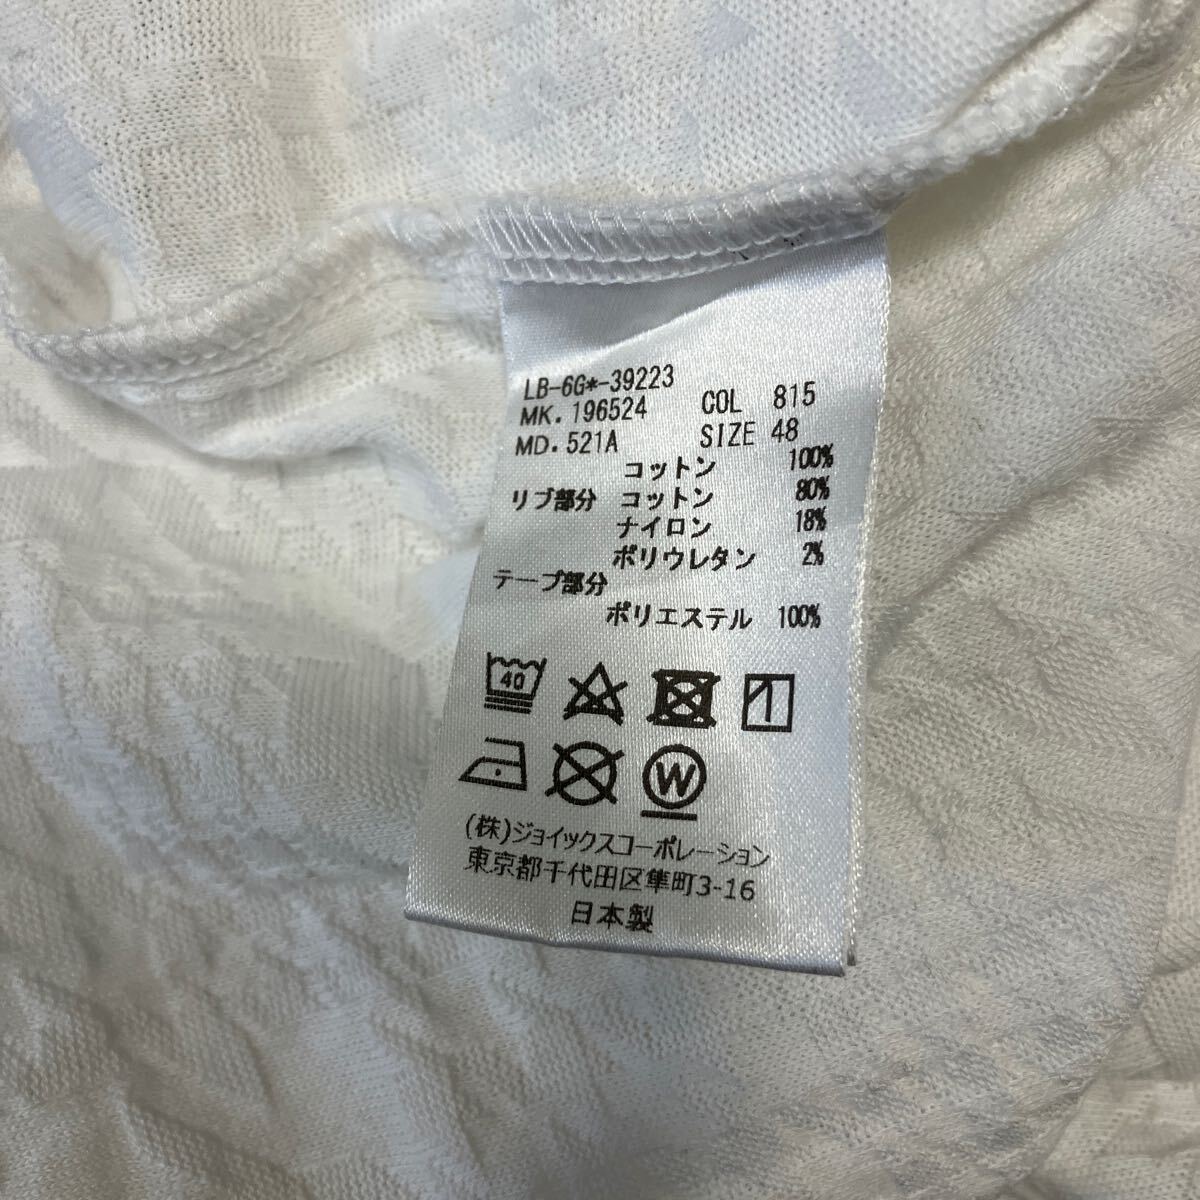 LB-6G*-39223
MK. 196524 COL 815
MD. 521A SIZE 48
コットン 100%
リブ部分 コットン 80%
ナイロン 18%
ポリウレタン 2%
テープ部分
ポリエステル 100%
40
W
(株)ジョイックスコーポレーション
東京都千代田区隼町3-16
日本製